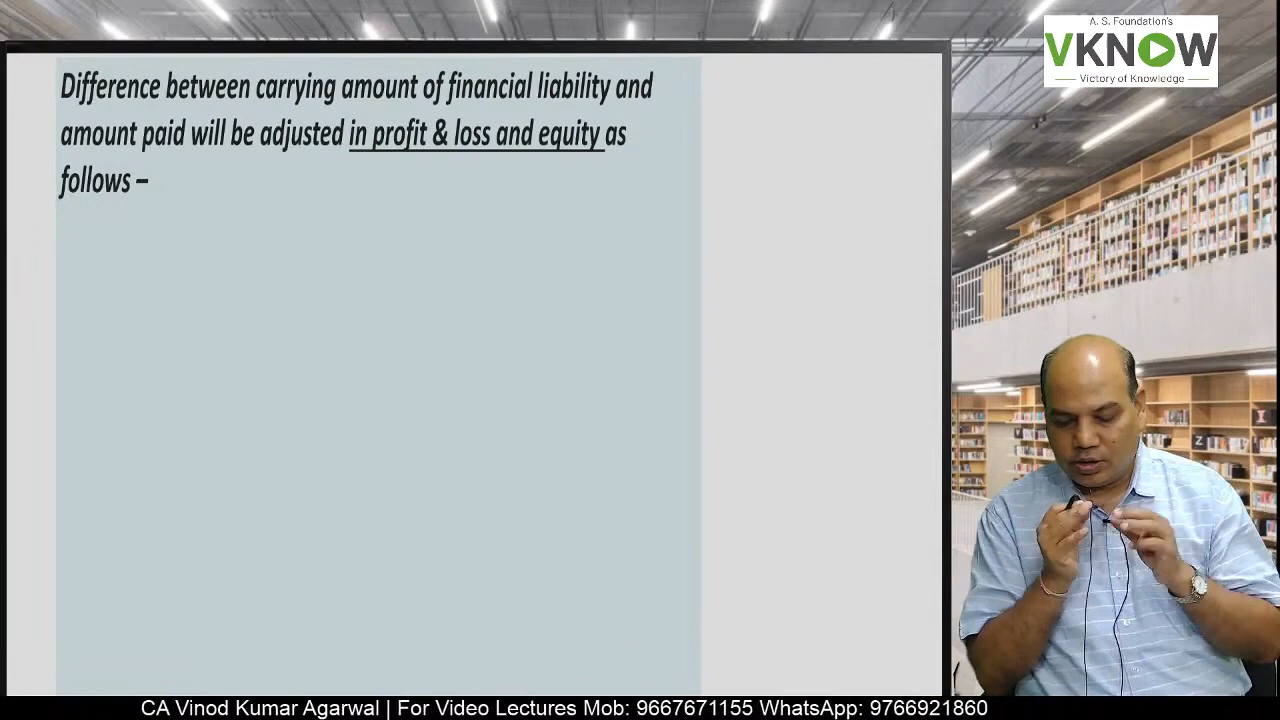 A. S. Foundation's
VKNOW
Victory of Knowledge
Difference between carrying amount of financial liability and
amount paid will be adjusted in profit & loss and equity as
follows –
CA Vinod Kumar Agarwal | For Video Lectures Mob: 9667671155 WhatsApp: 9766921860